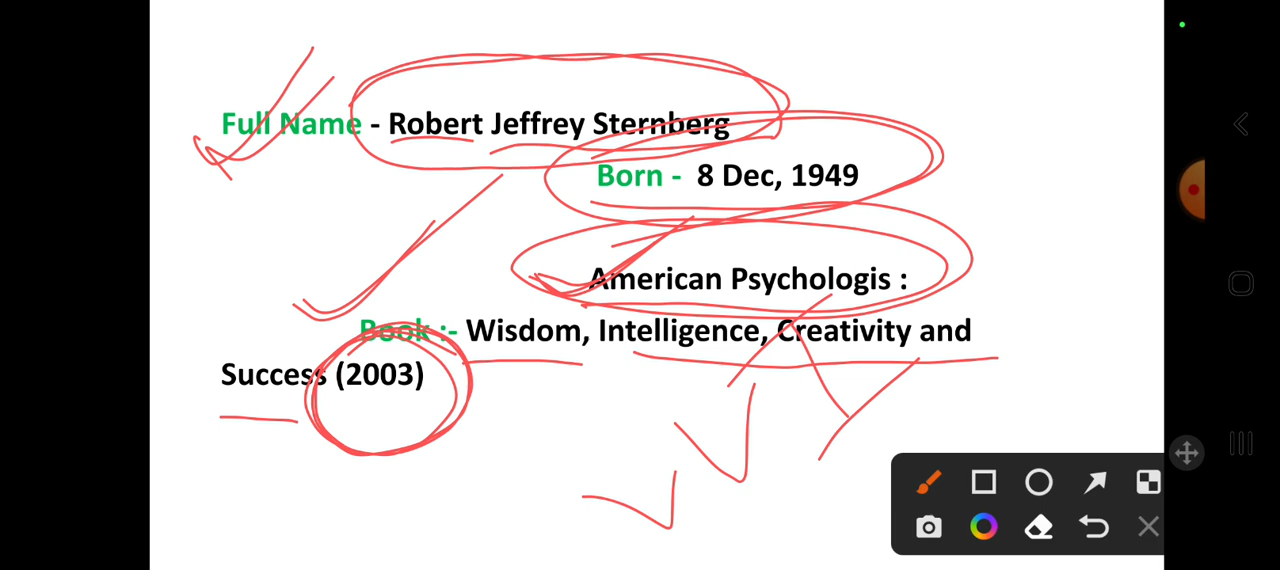 Full Name - Robert Jeffrey Sternberg
Born - 8 Dec, 1949
American Psychologis :
Book :- Wisdom, Intelligence, Creativity and
Success (2003)